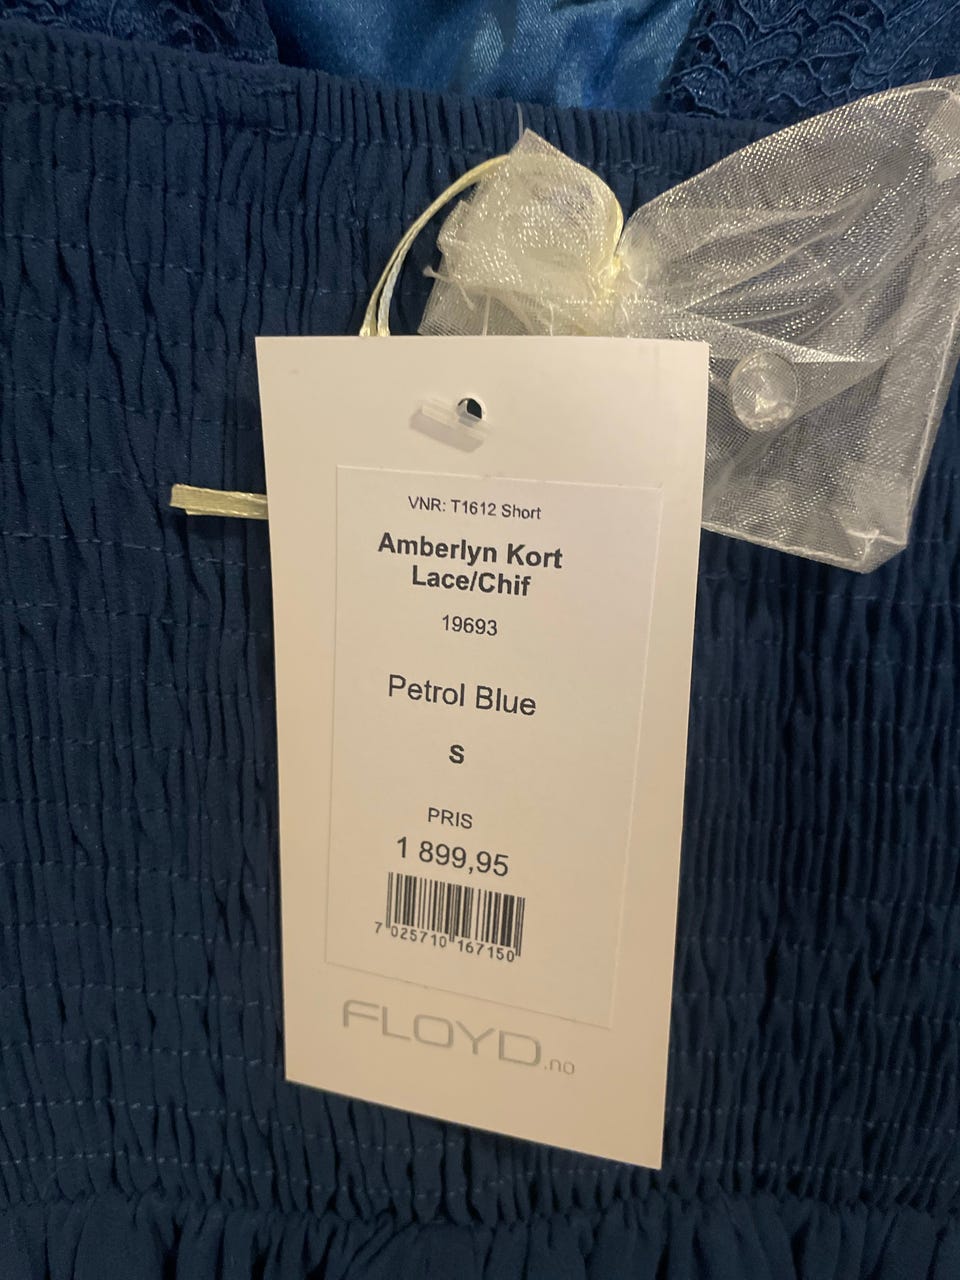 VNR: T1612 Short
Amberlyn Kort
Lace/Chif
19693
Petrol Blue
S
PRIS
1 899,95
7 025710 167150
FLOYD.no